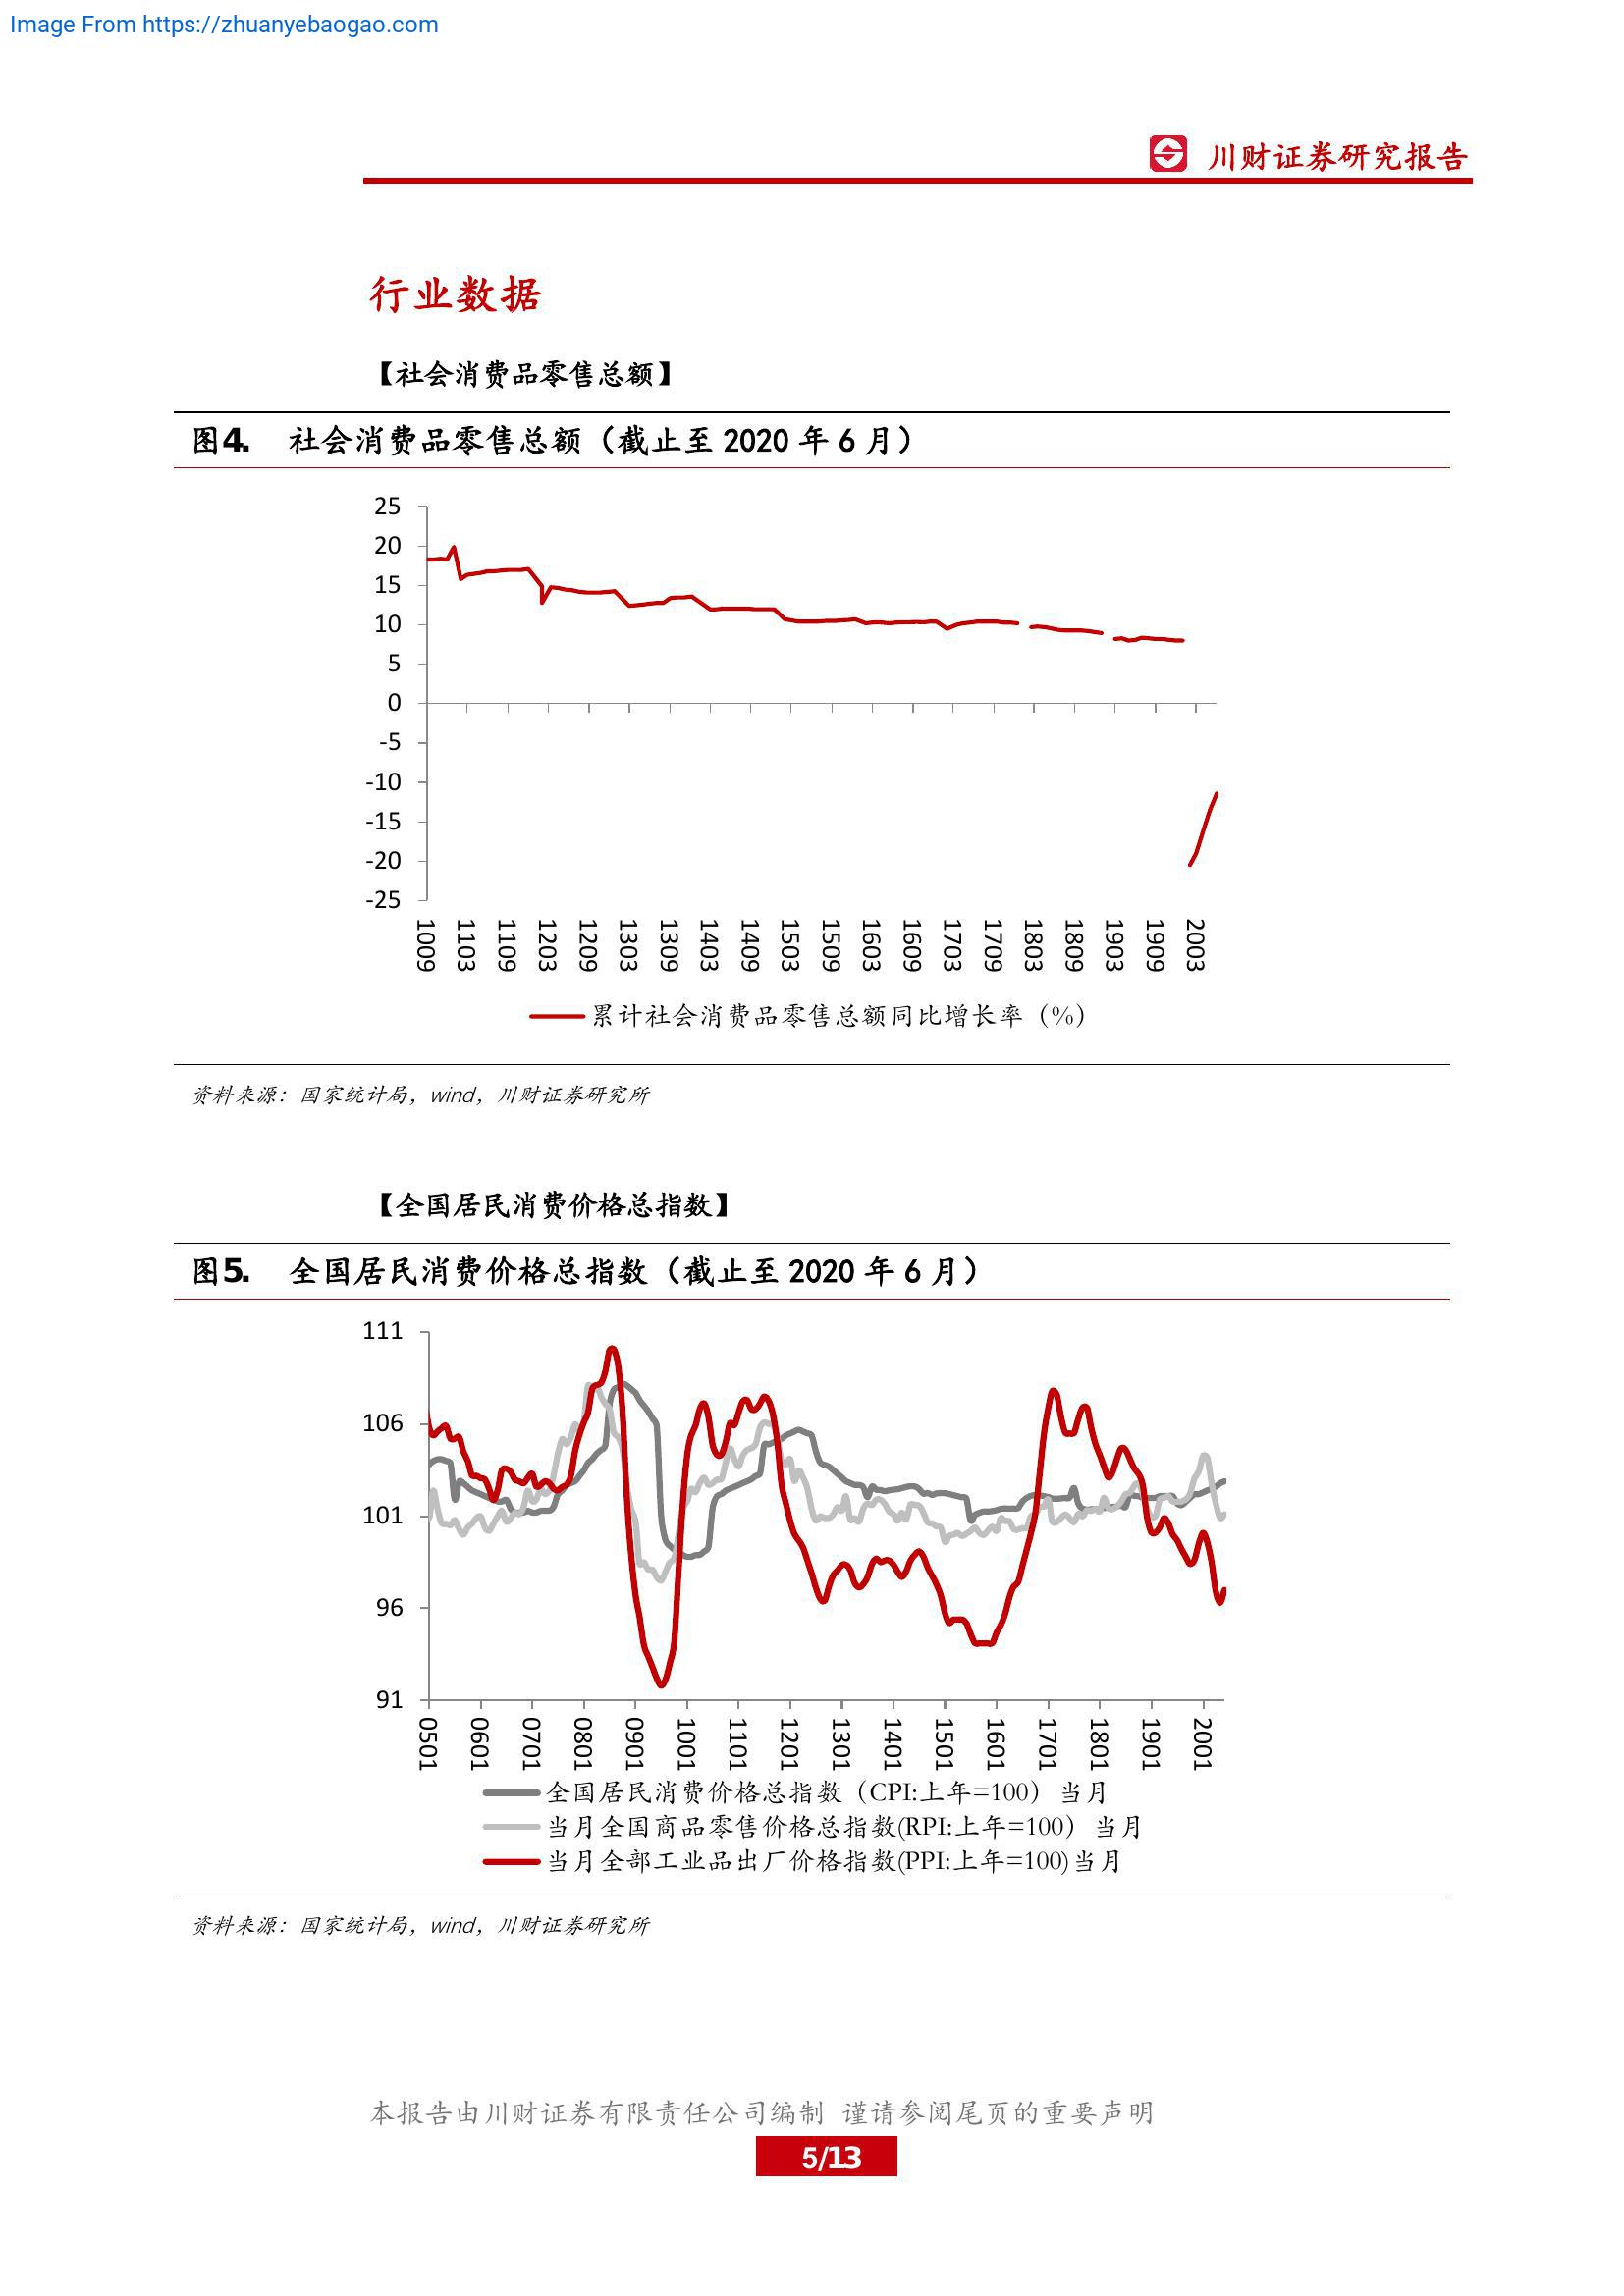 Image From https://zhuanyebaogao.com
川财证券研究报告
行业数据
【社会消费品零售总额】
图4. 社会消费品零售总额（截止至 2020 年 6 月）
25
20
15
10
5
0
-5
-10
-15
-20
-25
1009 1103 1109 1203 1209 1303 1309 1403 1409 1503 1509 1603 1609 1703 1709 1803 1809 1903 1909 2003
累计社会消费品零售总额同比增长率（%）
资料来源：国家统计局，wind，川财证券研究所
【全国居民消费价格总指数】
图5. 全国居民消费价格总指数（截止至 2020 年 6 月）
111
106
101
96
91
0501 0601 0701 0801 0901 1001 1101 1201 1301 1401 1501 1601 1701 1801 1901 2001
全国居民消费价格总指数（CPI:上年=100）当月
当月全国商品零售价格总指数(RPI:上年=100）当月
当月全部工业品出厂价格指数(PPI:上年=100)当月
资料来源：国家统计局，wind，川财证券研究所
本报告由川财证券有限责任公司编制 谨请参阅尾页的重要声明
5/13